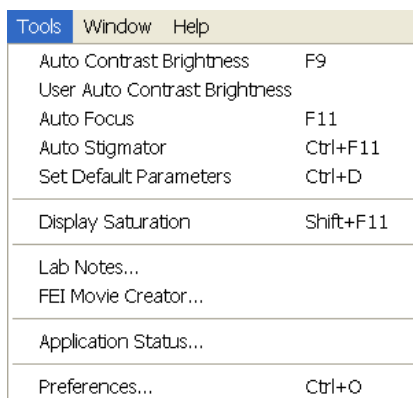 Tools Window Help
Auto Contrast Brightness F9
User Auto Contrast Brightness
Auto Focus F11
Auto Stigmator Ctrl+F11
Set Default Parameters Ctrl+D
Display Saturation Shift+F11
Lab Notes...
FEI Movie Creator...
Application Status...
Preferences... Ctrl+O